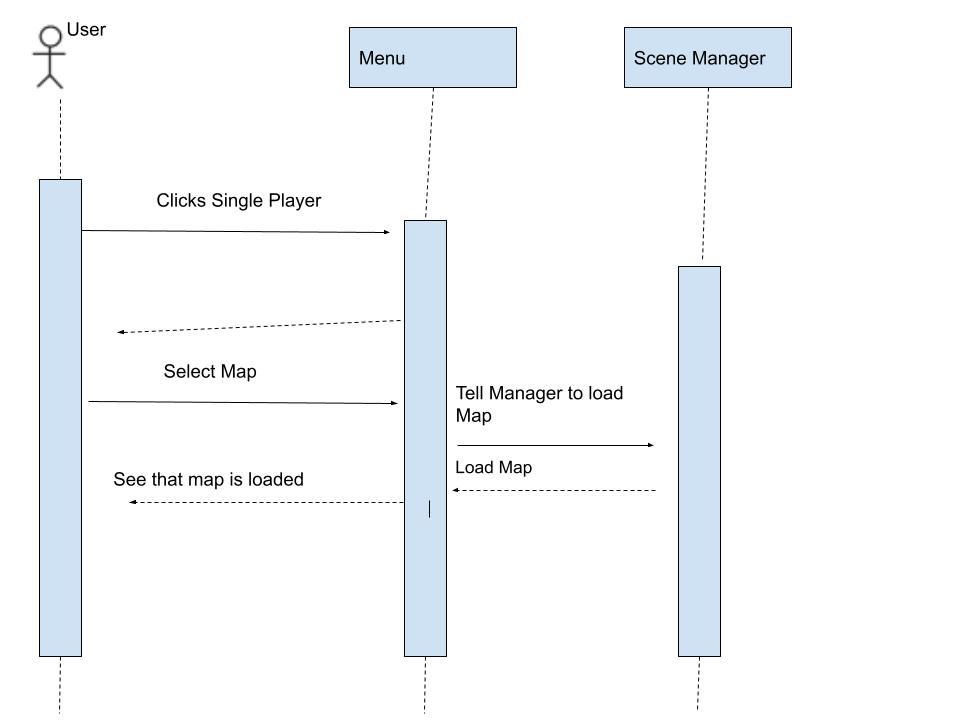 User
Menu
Scene Manager
Clicks Single Player
Select Map
Tell Manager to load
Map
Load Map
See that map is loaded